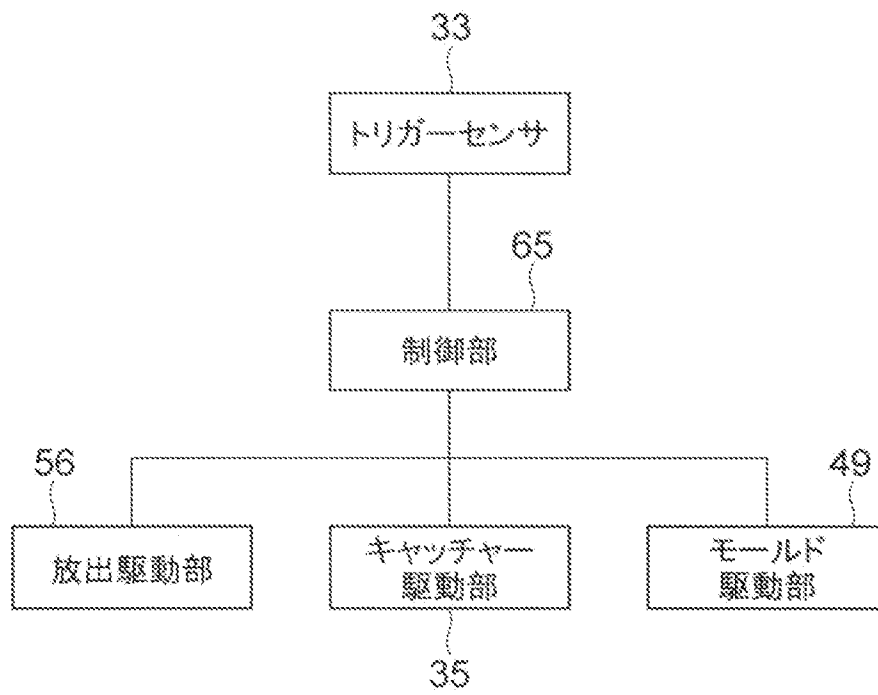 33
トリガーセンサ
65
制御部
56
49
放出駆動部
キャッチャー
駆動部
モールド
駆動部
35